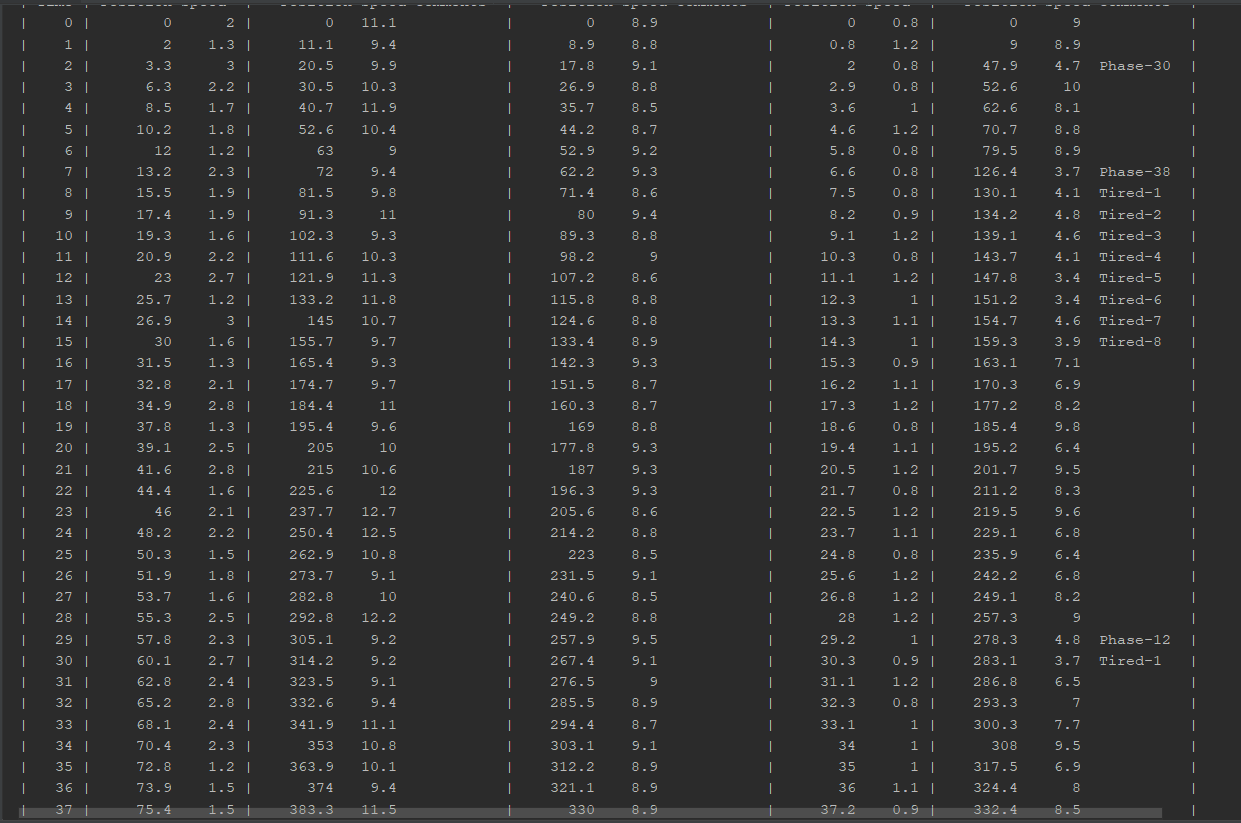 | 0 | 0 2 | 0 11.1 | 0 8.9 | 0 0.8 | 0 9 |
| 1 | 2 1.3 | 11.1 9.4 | 8.9 8.8 | 0.8 1.2 | 9 8.9 |
| 2 | 3.3 3 | 20.5 9.9 | 17.8 9.1 | 2 0.8 | 47.9 4.7 Phase-30 |
| 3 | 6.3 2.2 | 30.5 10.3 | 26.9 8.8 | 2.9 0.8 | 52.6 10 |
| 4 | 8.5 1.7 | 40.7 11.9 | 35.7 8.5 | 3.6 1 | 62.6 8.1 |
| 5 | 10.2 1.8 | 52.6 10.4 | 44.2 8.7 | 4.6 1.2 | 70.7 8.8 |
| 6 | 12 1.2 | 63 9 | 52.9 9.2 | 5.8 0.8 | 79.5 8.9 |
| 7 | 13.2 2.3 | 72 9.4 | 62.2 9.3 | 6.6 0.8 | 126.4 3.7 Phase-38 |
| 8 | 15.5 1.9 | 81.5 9.8 | 71.4 8.6 | 7.5 0.8 | 130.1 4.1 Tired-1 |
| 9 | 17.4 1.9 | 91.3 11 | 80 9.4 | 8.2 0.9 | 134.2 4.8 Tired-2 |
| 10 | 19.3 1.6 | 102.3 9.3 | 89.3 8.8 | 9.1 1.2 | 139.1 4.6 Tired-3 |
| 11 | 20.9 2.2 | 111.6 10.3 | 98.2 9 | 10.3 0.8 | 143.7 4.1 Tired-4 |
| 12 | 23 2.7 | 121.9 11.3 | 107.2 8.6 | 11.1 1.2 | 147.8 3.4 Tired-5 |
| 13 | 25.7 1.2 | 133.2 11.8 | 115.8 8.8 | 12.3 1 | 151.2 3.4 Tired-6 |
| 14 | 26.9 3 | 145 10.7 | 124.6 8.8 | 13.3 1.1 | 154.7 4.6 Tired-7 |
| 15 | 30 1.6 | 155.7 9.7 | 133.4 8.9 | 14.3 1 | 159.3 3.9 Tired-8 |
| 16 | 31.5 1.3 | 165.4 9.3 | 142.3 9.3 | 15.3 0.9 | 163.1 7.1 |
| 17 | 32.8 2.1 | 174.7 9.7 | 151.5 8.7 | 16.2 1.1 | 170.3 6.9 |
| 18 | 34.9 2.8 | 184.4 11 | 160.3 8.7 | 17.3 1.2 | 177.2 8.2 |
| 19 | 37.8 1.3 | 195.4 9.6 | 169 8.8 | 18.6 0.8 | 185.4 9.8 |
| 20 | 39.1 2.5 | 205 10 | 177.8 9.3 | 19.4 1.1 | 195.2 6.4 |
| 21 | 41.6 2.8 | 215 10.6 | 187 9.3 | 20.5 1.2 | 201.7 9.5 |
| 22 | 44.4 1.6 | 225.6 12 | 196.3 9.3 | 21.7 0.8 | 211.2 8.3 |
| 23 | 46 2.1 | 237.7 12.7 | 205.6 8.6 | 22.5 1.2 | 219.5 9.6 |
| 24 | 48.2 2.2 | 250.4 12.5 | 214.2 8.8 | 23.7 1.1 | 229.1 6.8 |
| 25 | 50.3 1.5 | 262.9 10.8 | 223 8.5 | 24.8 0.8 | 235.9 6.4 |
| 26 | 51.9 1.8 | 273.7 9.1 | 231.5 9.1 | 25.6 1.2 | 242.2 6.8 |
| 27 | 53.7 1.6 | 282.8 10 | 240.6 8.5 | 26.8 1.2 | 249.1 8.2 |
| 28 | 55.3 2.5 | 292.8 12.2 | 249.2 8.8 | 28 1.2 | 257.3 9 |
| 29 | 57.8 2.3 | 305.1 9.2 | 257.9 9.5 | 29.2 1 | 278.3 4.8 Phase-12 |
| 30 | 60.1 2.7 | 314.2 9.2 | 267.4 9.1 | 30.3 0.9 | 283.1 3.7 Tired-1 |
| 31 | 62.8 2.4 | 323.5 9.1 | 276.5 9 | 31.1 1.2 | 286.8 6.5 |
| 32 | 65.2 2.8 | 332.6 9.4 | 285.5 8.9 | 32.3 0.8 | 293.3 7 |
| 33 | 68.1 2.4 | 341.9 11.1 | 294.4 8.7 | 33.1 1 | 300.3 7.7 |
| 34 | 70.4 2.3 | 353 10.8 | 303.1 9.1 | 34 1 | 308 9.5 |
| 35 | 72.8 1.2 | 363.9 10.1 | 312.2 8.9 | 35 1 | 317.5 6.9 |
| 36 | 73.9 1.5 | 374 9.4 | 321.1 8.9 | 36 1.1 | 324.4 8 |
| 37 | 75.4 1.5 | 383.3 11.5 | 330 8.9 | 37.2 0.9 | 332.4 8.5 |